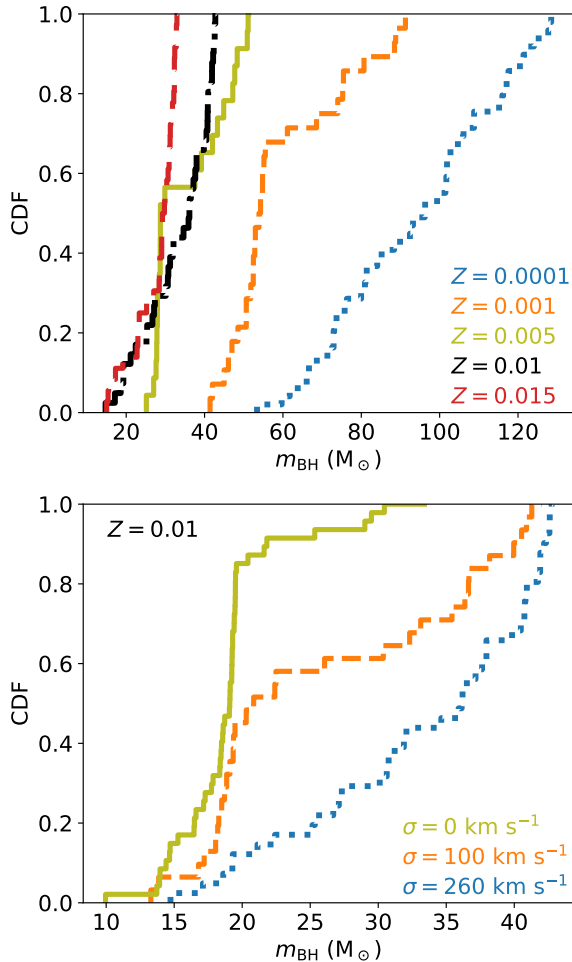 1.0
0.8
0.6
0.4
0.2
0.0
CDF
Z = 0.0001
Z = 0.001
Z = 0.005
Z = 0.01
Z = 0.015
20 40 60 80 100 120
m_BH (M_⊙)
1.0
0.8
0.6
0.4
0.2
0.0
CDF
Z = 0.01
σ = 0 km s⁻¹
σ = 100 km s⁻¹
σ = 260 km s⁻¹
10 15 20 25 30 35 40
m_BH (M_⊙)